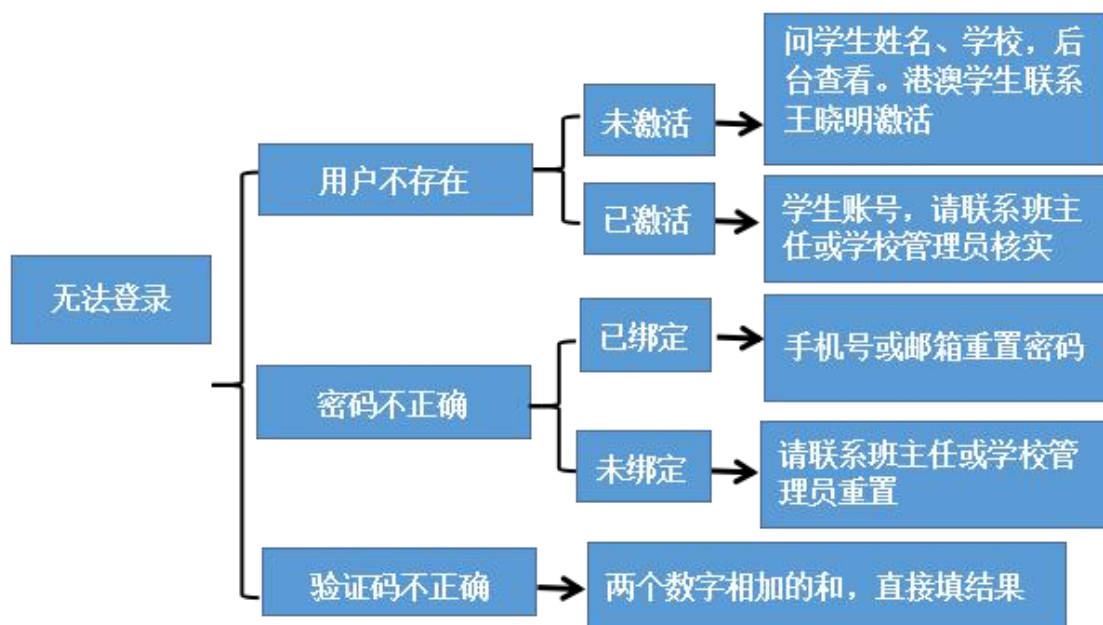 无法登录
用户不存在
未激活
问学生姓名、学校，后
台查看。港澳学生联系
王晓明激活
已激活
学生账号，请联系班主
任或学校管理员核实
密码不正确
已绑定
手机号或邮箱重置密码
未绑定
请联系班主任或学校管
理员重置
验证码不正确
两个数字相加的和，直接填结果